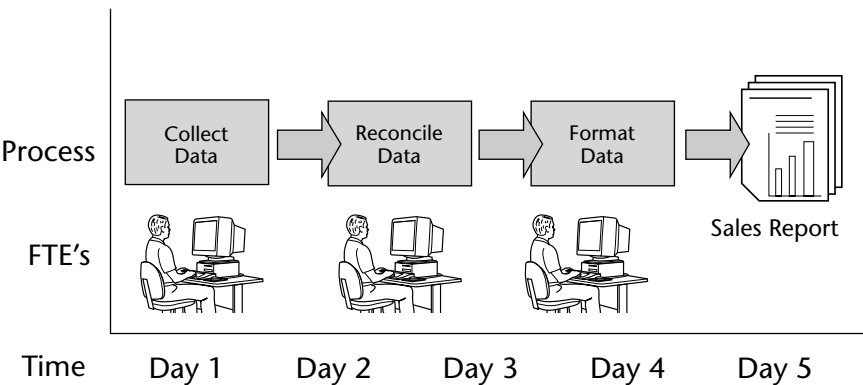 Process
Collect
Data
Reconcile
Data
Format
Data
Sales Report
FTE's
Time
Day 1
Day 2
Day 3
Day 4
Day 5